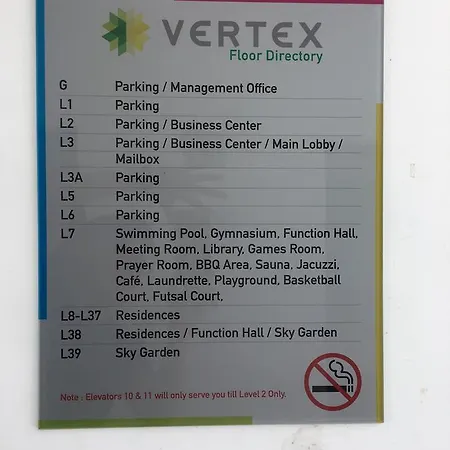 VERTEX
Floor Directory
G Parking / Management Office
L1 Parking
L2 Parking / Business Center
L3 Parking / Business Center / Main Lobby /
Mailbox
L3A Parking
L5 Parking
L6 Parking
L7 Swimming Pool, Gymnasium, Function Hall,
Meeting Room, Library, Games Room,
Prayer Room, BBQ Area, Sauna, Jacuzzi,
Café, Laundrette, Playground, Basketball
Court, Futsal Court,
L8-L37 Residences
L38 Residences / Function Hall / Sky Garden
L39 Sky Garden
Note : Elevators 10 & 11 will only serve you till Level 2 Only.